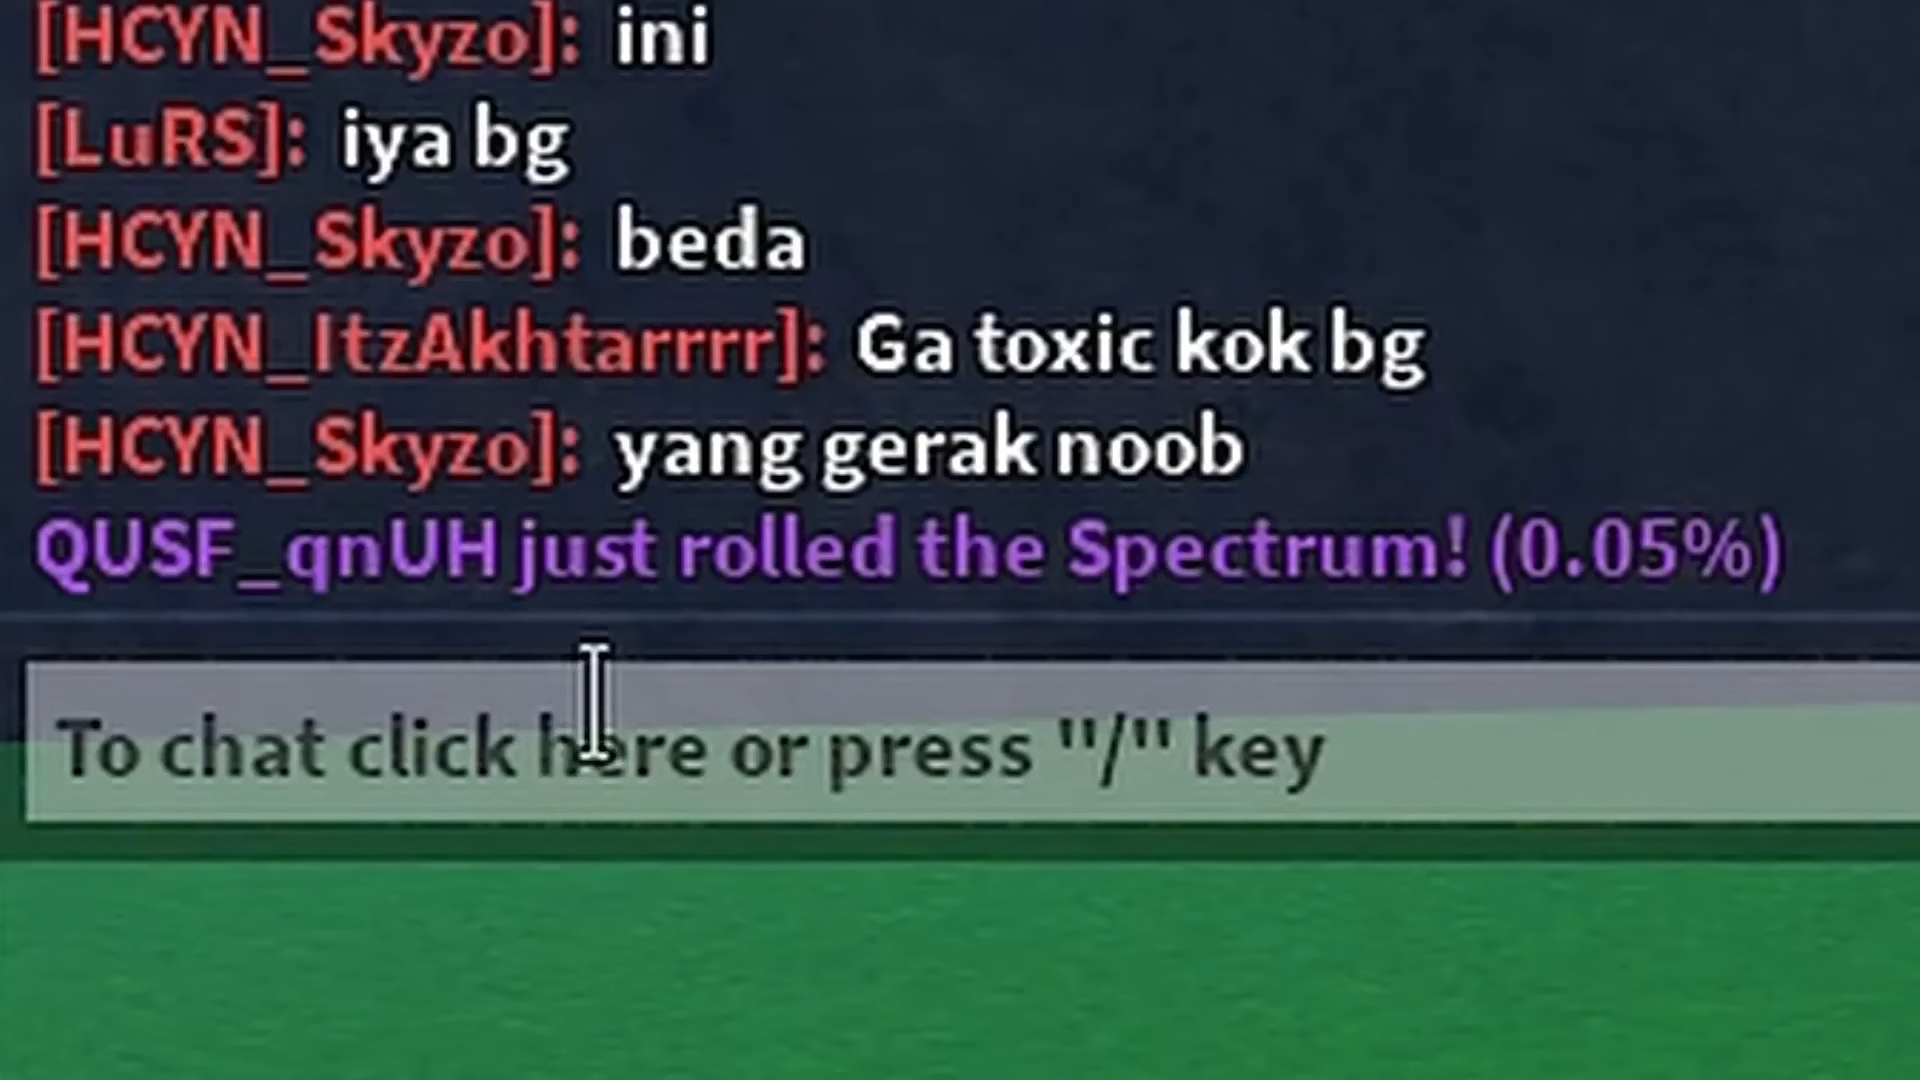 [HCYN_Skyzo]: ini
[LuRS]: iya bg
[HCYN_Skyzo]: beda
[HCYN_ItzAkhtarrrr]: Ga toxic kok bg
[HCYN_Skyzo]: yang gerak noob
QUSF_qnUH just rolled the Spectrum! (0.05%)
To chat click here or press "/" key